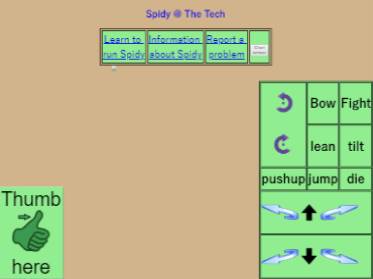 Spidy @ The Tech
Learn to run Spidy
Information about Spidy
Report a problem
Bow Fight
lean tilt
pushup jump die
Thumb
here